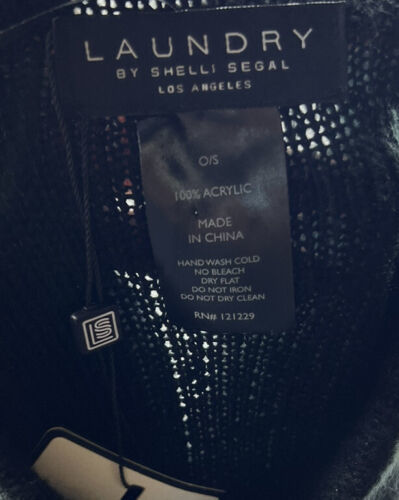 LAUNDRY
BY SHELLI SEGAL
LOS ANGELES
O/S
100% ACRYLIC
MADE
IN CHINA
HAND WASH COLD
NO BLEACH
DRY FLAT
DO NOT IRON
DO NOT DRY CLEAN
RN# 121229
LS